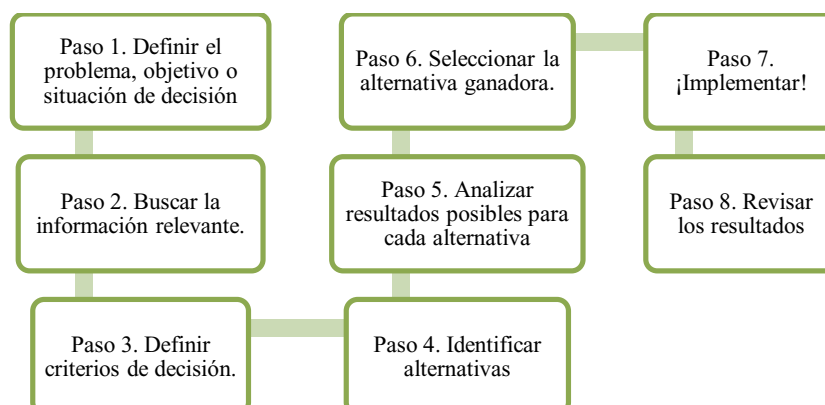 Paso 1. Definir el
problema, objetivo o
situación de decisión
Paso 2. Buscar la
información relevante.
Paso 3. Definir
criterios de decisión.
Paso 4. Identificar
alternativas
Paso 5. Analizar
resultados posibles para
cada alternativa
Paso 6. Seleccionar la
alternativa ganadora.
Paso 7.
¡Implementar!
Paso 8. Revisar
los resultados